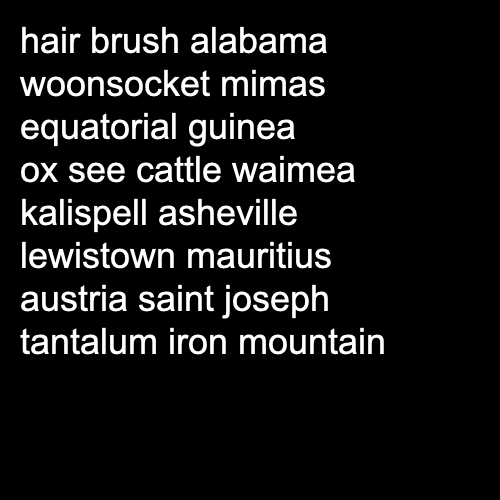 hair brush alabama
woonsocket mimas
equatorial guinea
ox see cattle waimea
kalispell asheville
lewistown mauritius
austria saint joseph
tantalum iron mountain